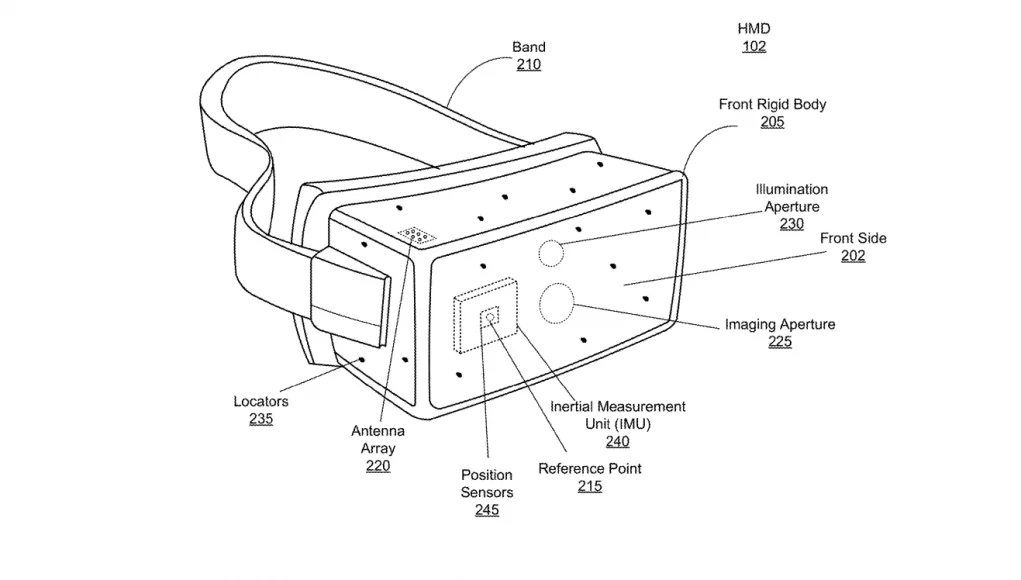 HMD
102
Band
210
Front Rigid Body
205
Illumination
Aperture
230
Front Side
202
Imaging Aperture
225
Inertial Measurement
Unit (IMU)
240
Reference Point
215
Position
Sensors
245
Antenna
Array
220
Locators
235